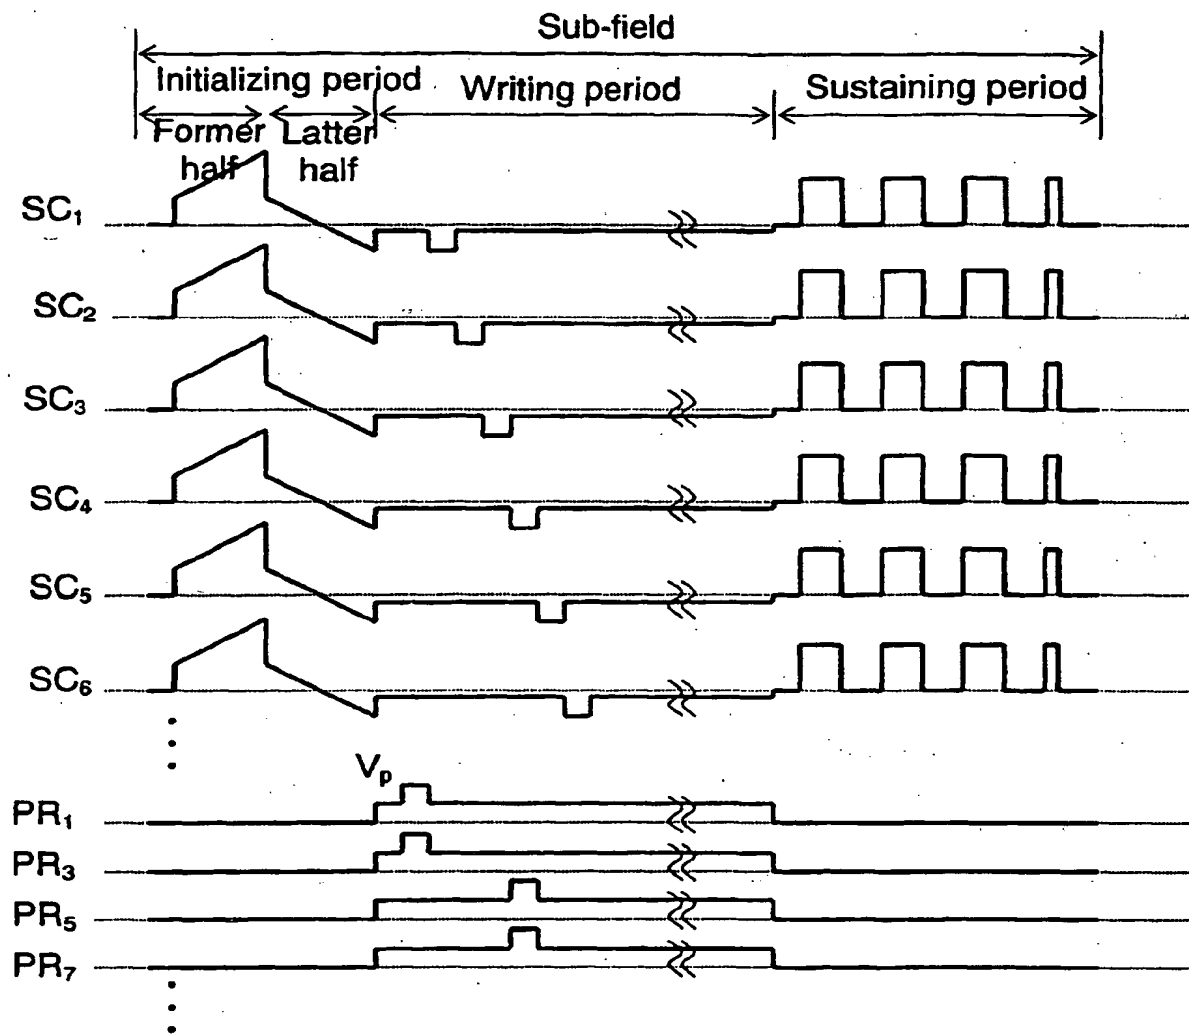 Sub-field
Initializing period
Writing period
Sustaining period
Former half
Latter half
SC₁
SC₂
SC₃
SC₄
SC₅
SC₆
Vₚ
PR₁
PR₃
PR₅
PR₇